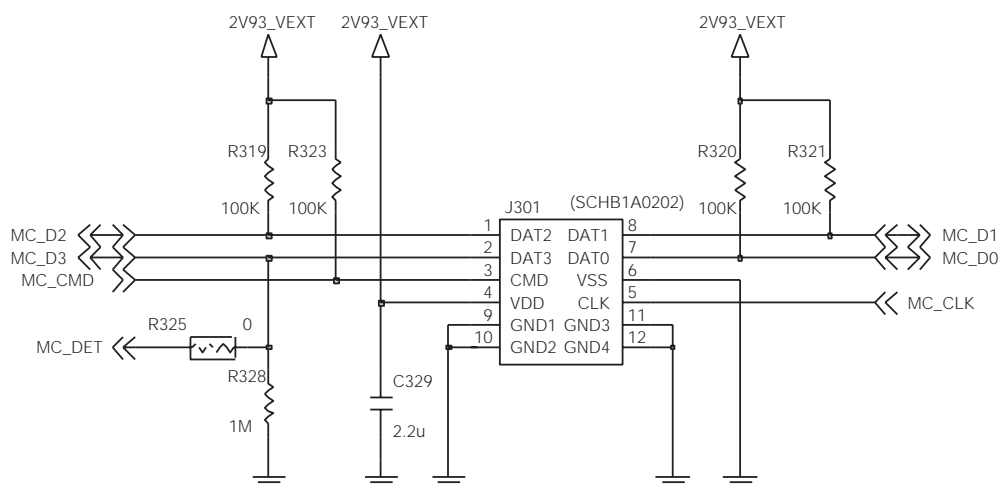 2V93_VEXT 2V93_VEXT 2V93_VEXT
R319 R323 R320 R321
100K 100K 100K 100K
J301 (SCHB1A0202)
MC_D2 1 DAT2 DAT1 8 MC_D1
MC_D3 2 DAT3 DAT0 7 MC_D0
MC_CMD 3 CMD VSS 6
4 VDD CLK 5 MC_CLK
9 GND1 GND3 11
10 GND2 GND4 12
R325 0
MC_DET
R328
1M
C329
2.2u